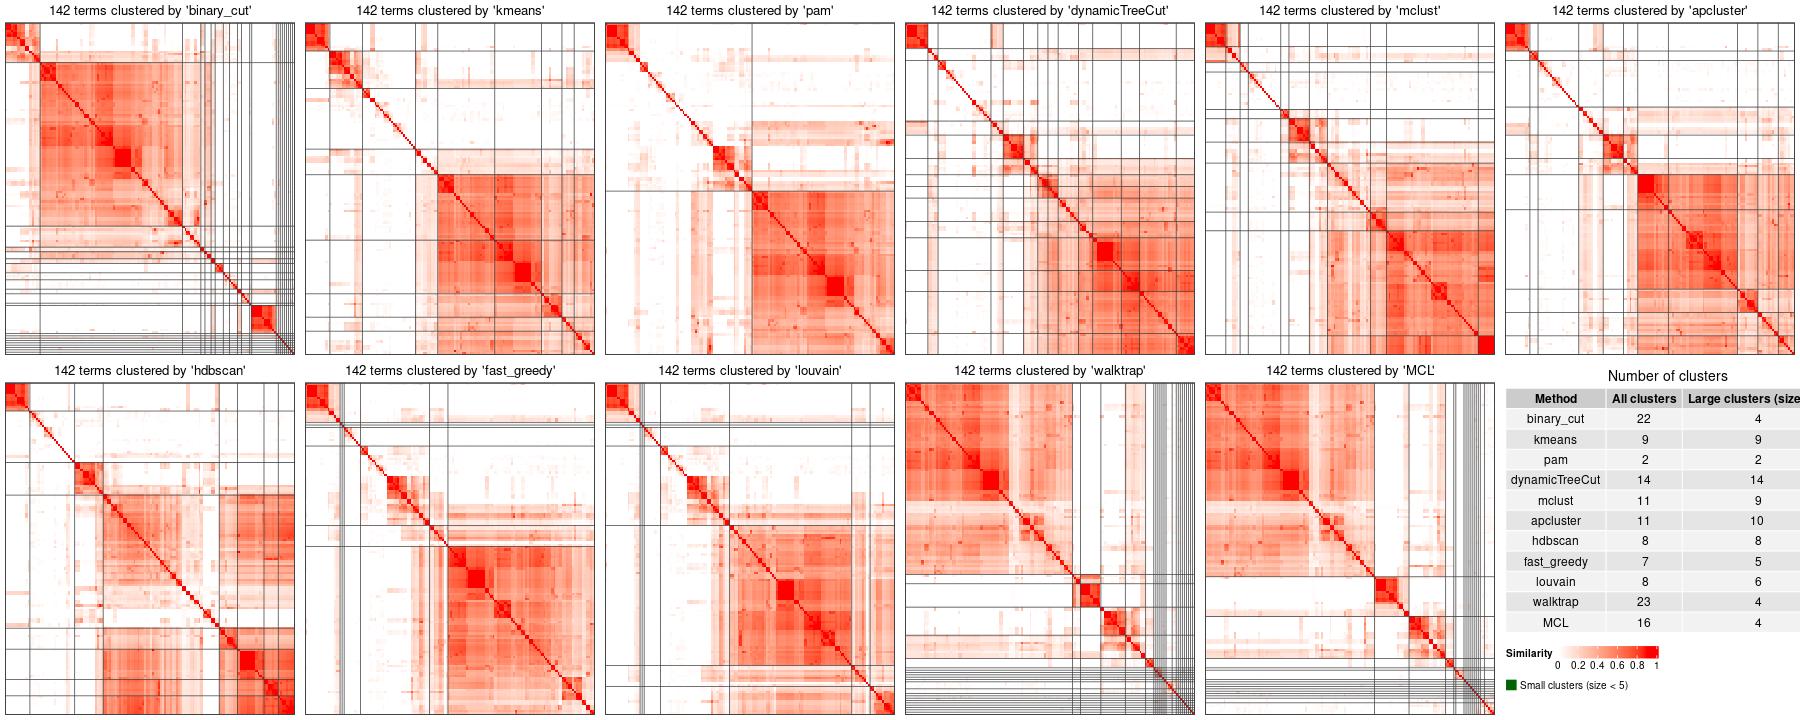 142 terms clustered by 'binary_cut'
142 terms clustered by 'kmeans'
142 terms clustered by 'pam'
142 terms clustered by 'dynamicTreeCut'
142 terms clustered by 'mclust'
142 terms clustered by 'apcluster'
142 terms clustered by 'hdbscan'
142 terms clustered by 'fast_greedy'
142 terms clustered by 'louvain'
142 terms clustered by 'walktrap'
142 terms clustered by 'MCL'
Number of clusters
Method All clusters Large clusters (size
binary_cut 22 4
kmeans 9 9
pam 2 2
dynamicTreeCut 14 14
mclust 11 9
apcluster 11 10
hdbscan 8 8
fast_greedy 7 5
louvain 8 6
walktrap 23 4
MCL 16 4
Similarity
0 0.2 0.4 0.6 0.8 1
Small clusters (size < 5)